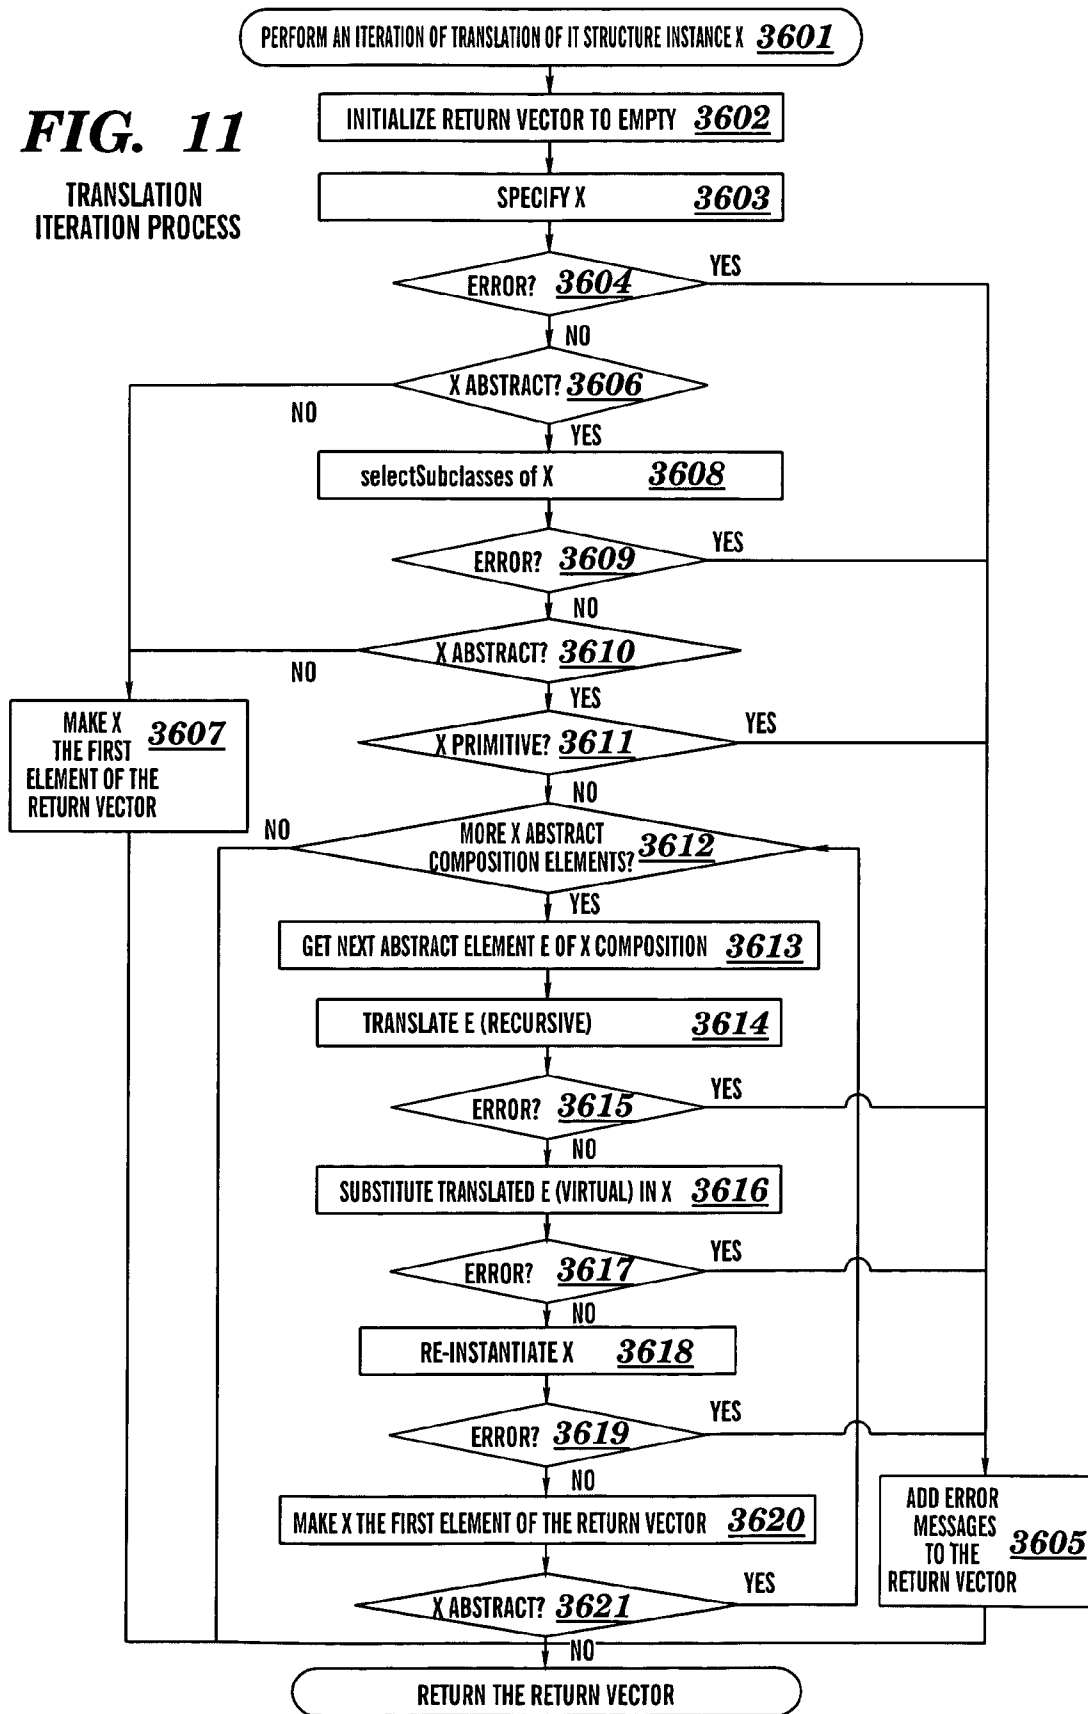 PERFORM AN ITERATION OF TRANSLATION OF IT STRUCTURE INSTANCE X 3601
FIG. 11
TRANSLATION
ITERATION PROCESS
INITIALIZE RETURN VECTOR TO EMPTY 3602
SPECIFY X 3603
ERROR? 3604
YES
NO
X ABSTRACT? 3606
NO
YES
selectSubclasses of X 3608
ERROR? 3609
YES
NO
X ABSTRACT? 3610
NO
YES
MAKE X 3607
THE FIRST
ELEMENT OF THE
RETURN VECTOR
X PRIMITIVE? 3611
YES
NO
MORE X ABSTRACT
COMPOSITION ELEMENTS? 3612
NO
YES
GET NEXT ABSTRACT ELEMENT E OF X COMPOSITION 3613
TRANSLATE E (RECURSIVE) 3614
ERROR? 3615
YES
NO
SUBSTITUTE TRANSLATED E (VIRTUAL) IN X 3616
ERROR? 3617
YES
NO
RE-INSTANTIATE X 3618
ERROR? 3619
YES
NO
MAKE X THE FIRST ELEMENT OF THE RETURN VECTOR 3620
ADD ERROR
MESSAGES
TO THE 3605
RETURN VECTOR
X ABSTRACT? 3621
YES
NO
RETURN THE RETURN VECTOR